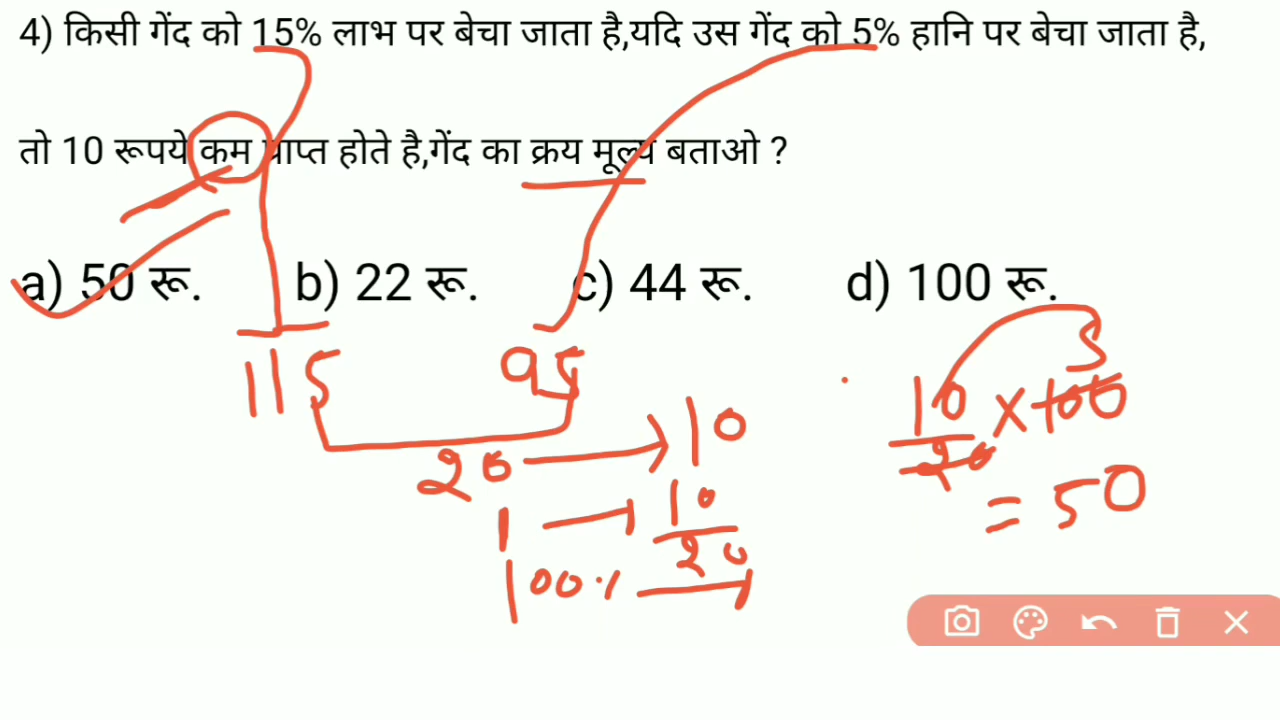 4) किसी गेंद को 15% लाभ पर बेचा जाता है,यदि उस गेंद को 5% हानि पर बेचा जाता है,
तो 10 रूपये कम प्राप्त होते है,गेंद का क्रय मूल्य बताओ ?
a) 50 रू. b) 22 रू. c) 44 रू. d) 100 रू.
115 95
5
10 × 100
20
20 → 10
= 50
1 → 10
20
100%